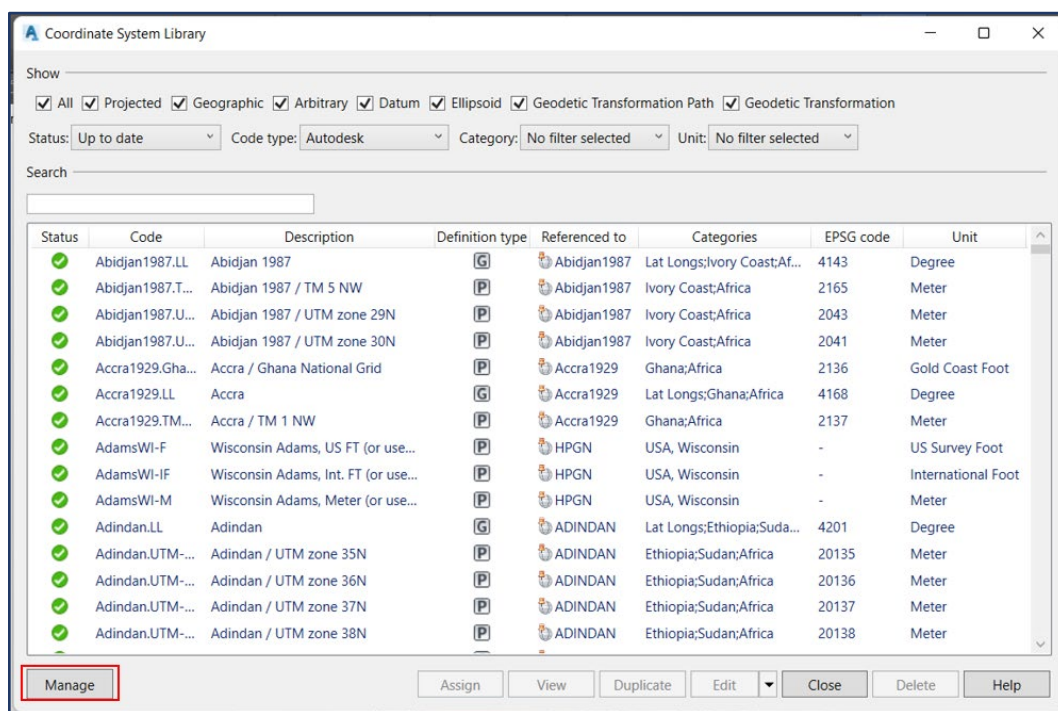 Coordinate System Library
Show
All Projected Geographic Arbitrary Datum Ellipsoid Geodetic Transformation Path Geodetic Transformation
Status: Up to date Code type: Autodesk Category: No filter selected Unit: No filter selected
Search
Status Code Description Definition type Referenced to Categories EPSG code Unit
Abidjan1987.LL Abidjan 1987 G Abidjan1987 Lat Longs;Ivory Coast;Af... 4143 Degree
Abidjan1987.T... Abidjan 1987 / TM 5 NW P Abidjan1987 Ivory Coast;Africa 2165 Meter
Abidjan1987.U... Abidjan 1987 / UTM zone 29N P Abidjan1987 Ivory Coast;Africa 2043 Meter
Abidjan1987.U... Abidjan 1987 / UTM zone 30N P Abidjan1987 Ivory Coast;Africa 2041 Meter
Accra1929.Gha... Accra / Ghana National Grid P Accra1929 Ghana;Africa 2136 Gold Coast Foot
Accra1929.LL Accra G Accra1929 Lat Longs;Ghana;Africa 4168 Degree
Accra1929.TM... Accra / TM 1 NW P Accra1929 Ghana;Africa 2137 Meter
AdamsWI-F Wisconsin Adams, US FT (or use... P HPGN USA, Wisconsin - US Survey Foot
AdamsWI-IF Wisconsin Adams, Int. FT (or use... P HPGN USA, Wisconsin - International Foot
AdamsWI-M Wisconsin Adams, Meter (or use... P HPGN USA, Wisconsin - Meter
Adindan.LL Adindan G ADINDAN Lat Longs;Ethiopia;Suda... 4201 Degree
Adindan.UTM-... Adindan / UTM zone 35N P ADINDAN Ethiopia;Sudan;Africa 20135 Meter
Adindan.UTM-... Adindan / UTM zone 36N P ADINDAN Ethiopia;Sudan;Africa 20136 Meter
Adindan.UTM-... Adindan / UTM zone 37N P ADINDAN Ethiopia;Sudan;Africa 20137 Meter
Adindan.UTM-... Adindan / UTM zone 38N P ADINDAN Ethiopia;Sudan;Africa 20138 Meter
Manage Assign View Duplicate Edit Close Delete Help